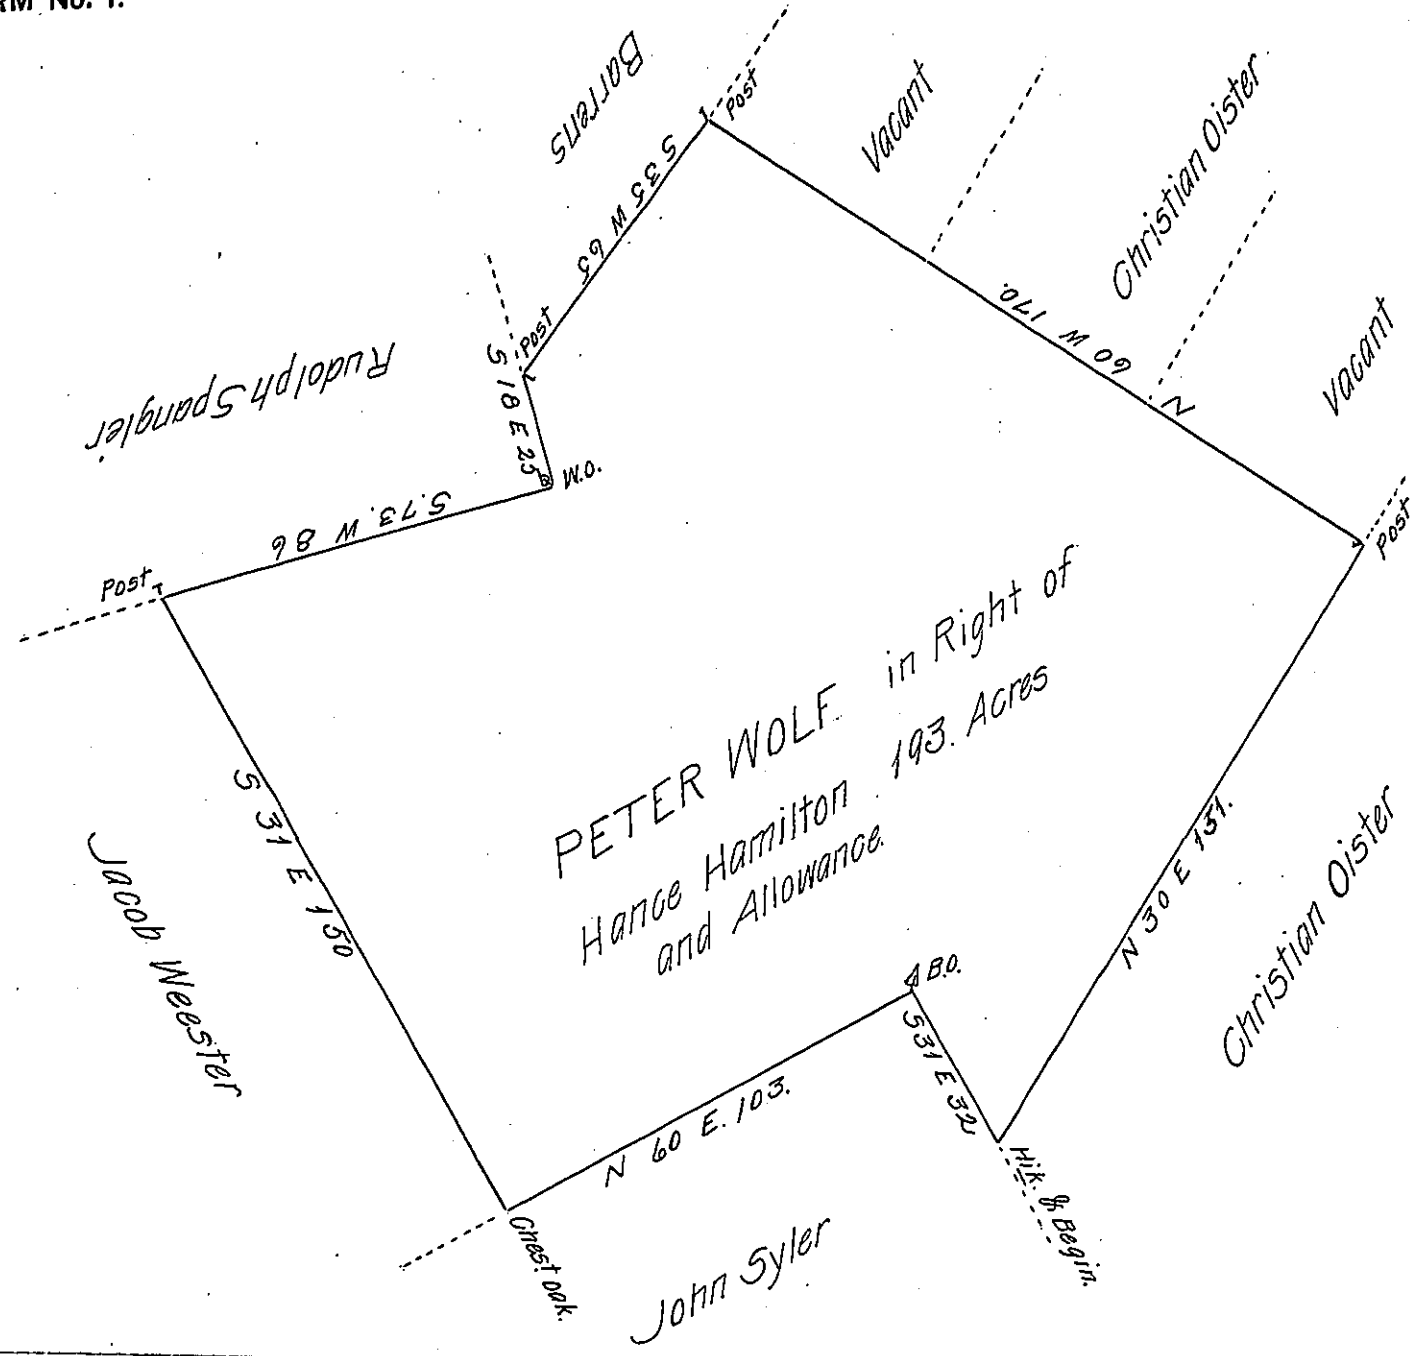 RM No. 1.
Barrens
Post
Vacant
Christian Oister
Vacant
S 35 W 65
N 60 W 170.
Post
Rudolph Spangler
S 18 E 25
W.O.
S. 73. W 86
Post
Post
PETER WOLF in Right of
Hance Hamilton 193. Acres
and Allowance.
S 31 E 150
Jacob Weester
N 30 E 131.
Christian Oister
B.O.
S 31 E 32
N 60 E. 103.
Hik. & Begin.
Chest oak.
John Syler